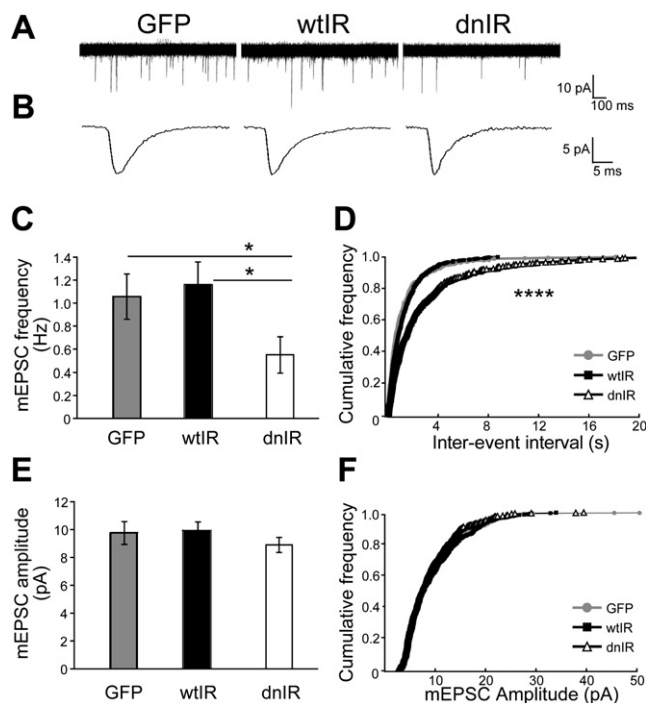 A
GFP wtIR dnIR
10 pA
100 ms
B
5 pA
5 ms
C
mEPSC frequency
(Hz)
1.4
1.2
1.0
0.8
0.6
0.4
0.2
0
*
*
GFP wtIR dnIR
D
Cumulative frequency
1.0
0.8
0.6
0.4
0.2
****
GFP
wtIR
dnIR
4 8 12 16 20
Inter-event interval (s)
E
mEPSC amplitude
(pA)
12
10
8
6
4
2
0
GFP wtIR dnIR
F
Cumulative frequency
1.0
0.8
0.6
0.4
0.2
0
GFP
wtIR
dnIR
10 20 30 40 50
mEPSC Amplitude (pA)